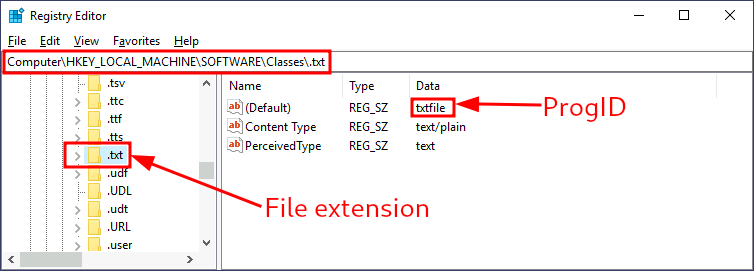 Registry Editor
File Edit View Favorites Help
Computer\HKEY_LOCAL_MACHINE\SOFTWARE\Classes\.txt
.tsv
.ttc
.ttf
.tts
.txt
.udf
.UDL
.udt
.URL
.user
Name Type Data
(Default) REG_SZ txtfile
Content Type REG_SZ text/plain
PerceivedType REG_SZ text
ProgID
File extension